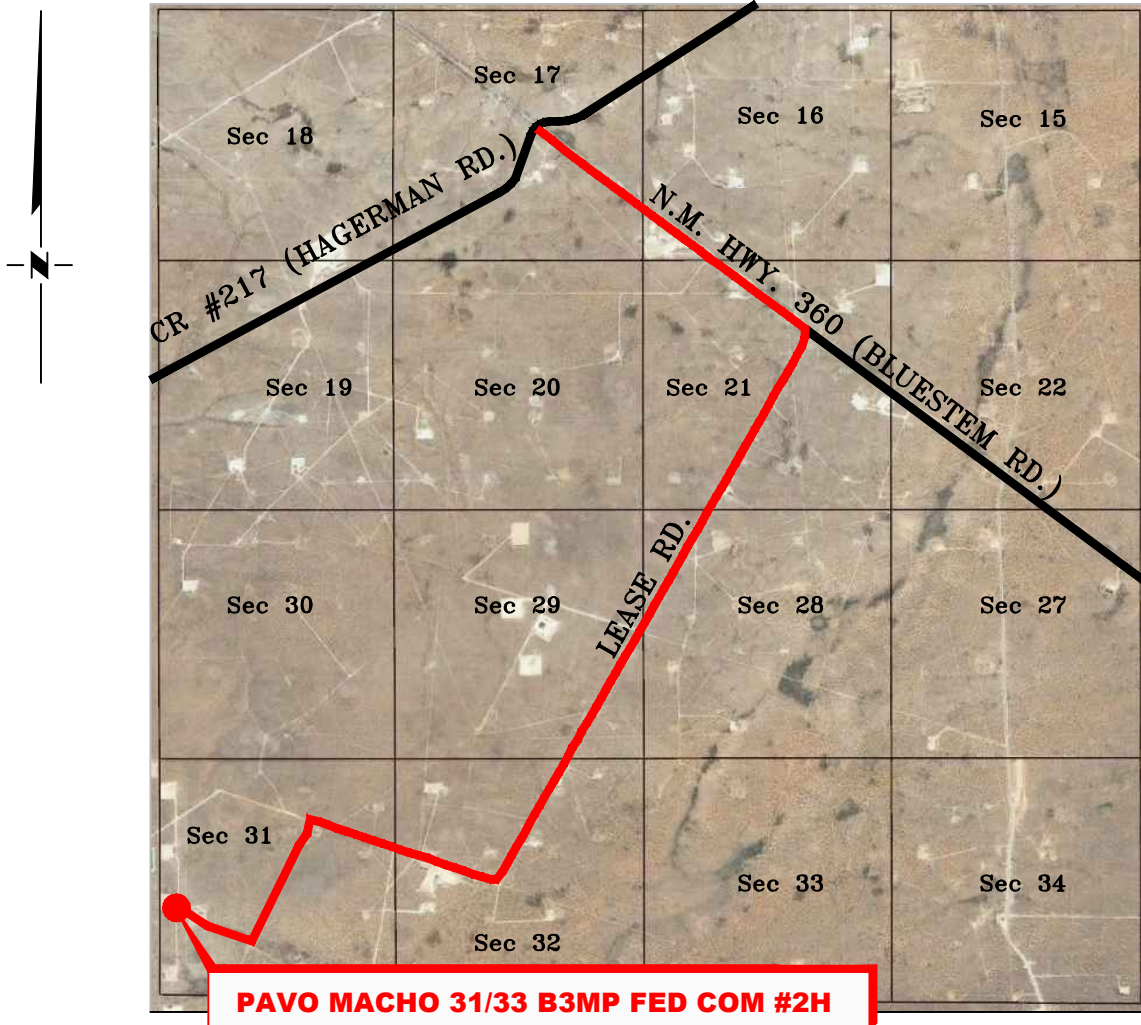 Sec 17
Sec 18
Sec 16
Sec 15
CR #217 (HAGERMAN RD.)
N.M. HWY. 360 (BLUESTEM RD.)
N
Sec 19
Sec 20
Sec 21
Sec 22
LEASE RD.
Sec 30
Sec 29
Sec 28
Sec 27
Sec 31
Sec 32
Sec 33
Sec 34
PAVO MACHO 31/33 B3MP FED COM #2H